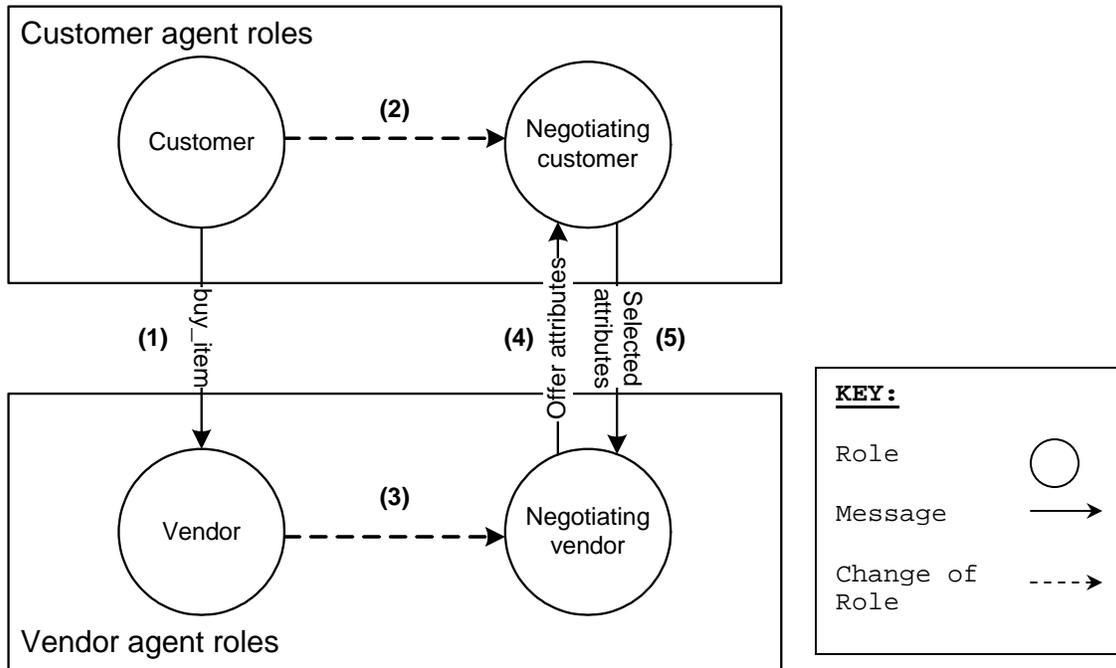 Customer agent roles
Customer
(2)
Negotiating
customer
(1)
buy_item
(4)
Offer attributes
Selected
attributes
(5)
Vendor
(3)
Negotiating
vendor
Vendor agent roles
KEY:
Role
Message
Change of
Role